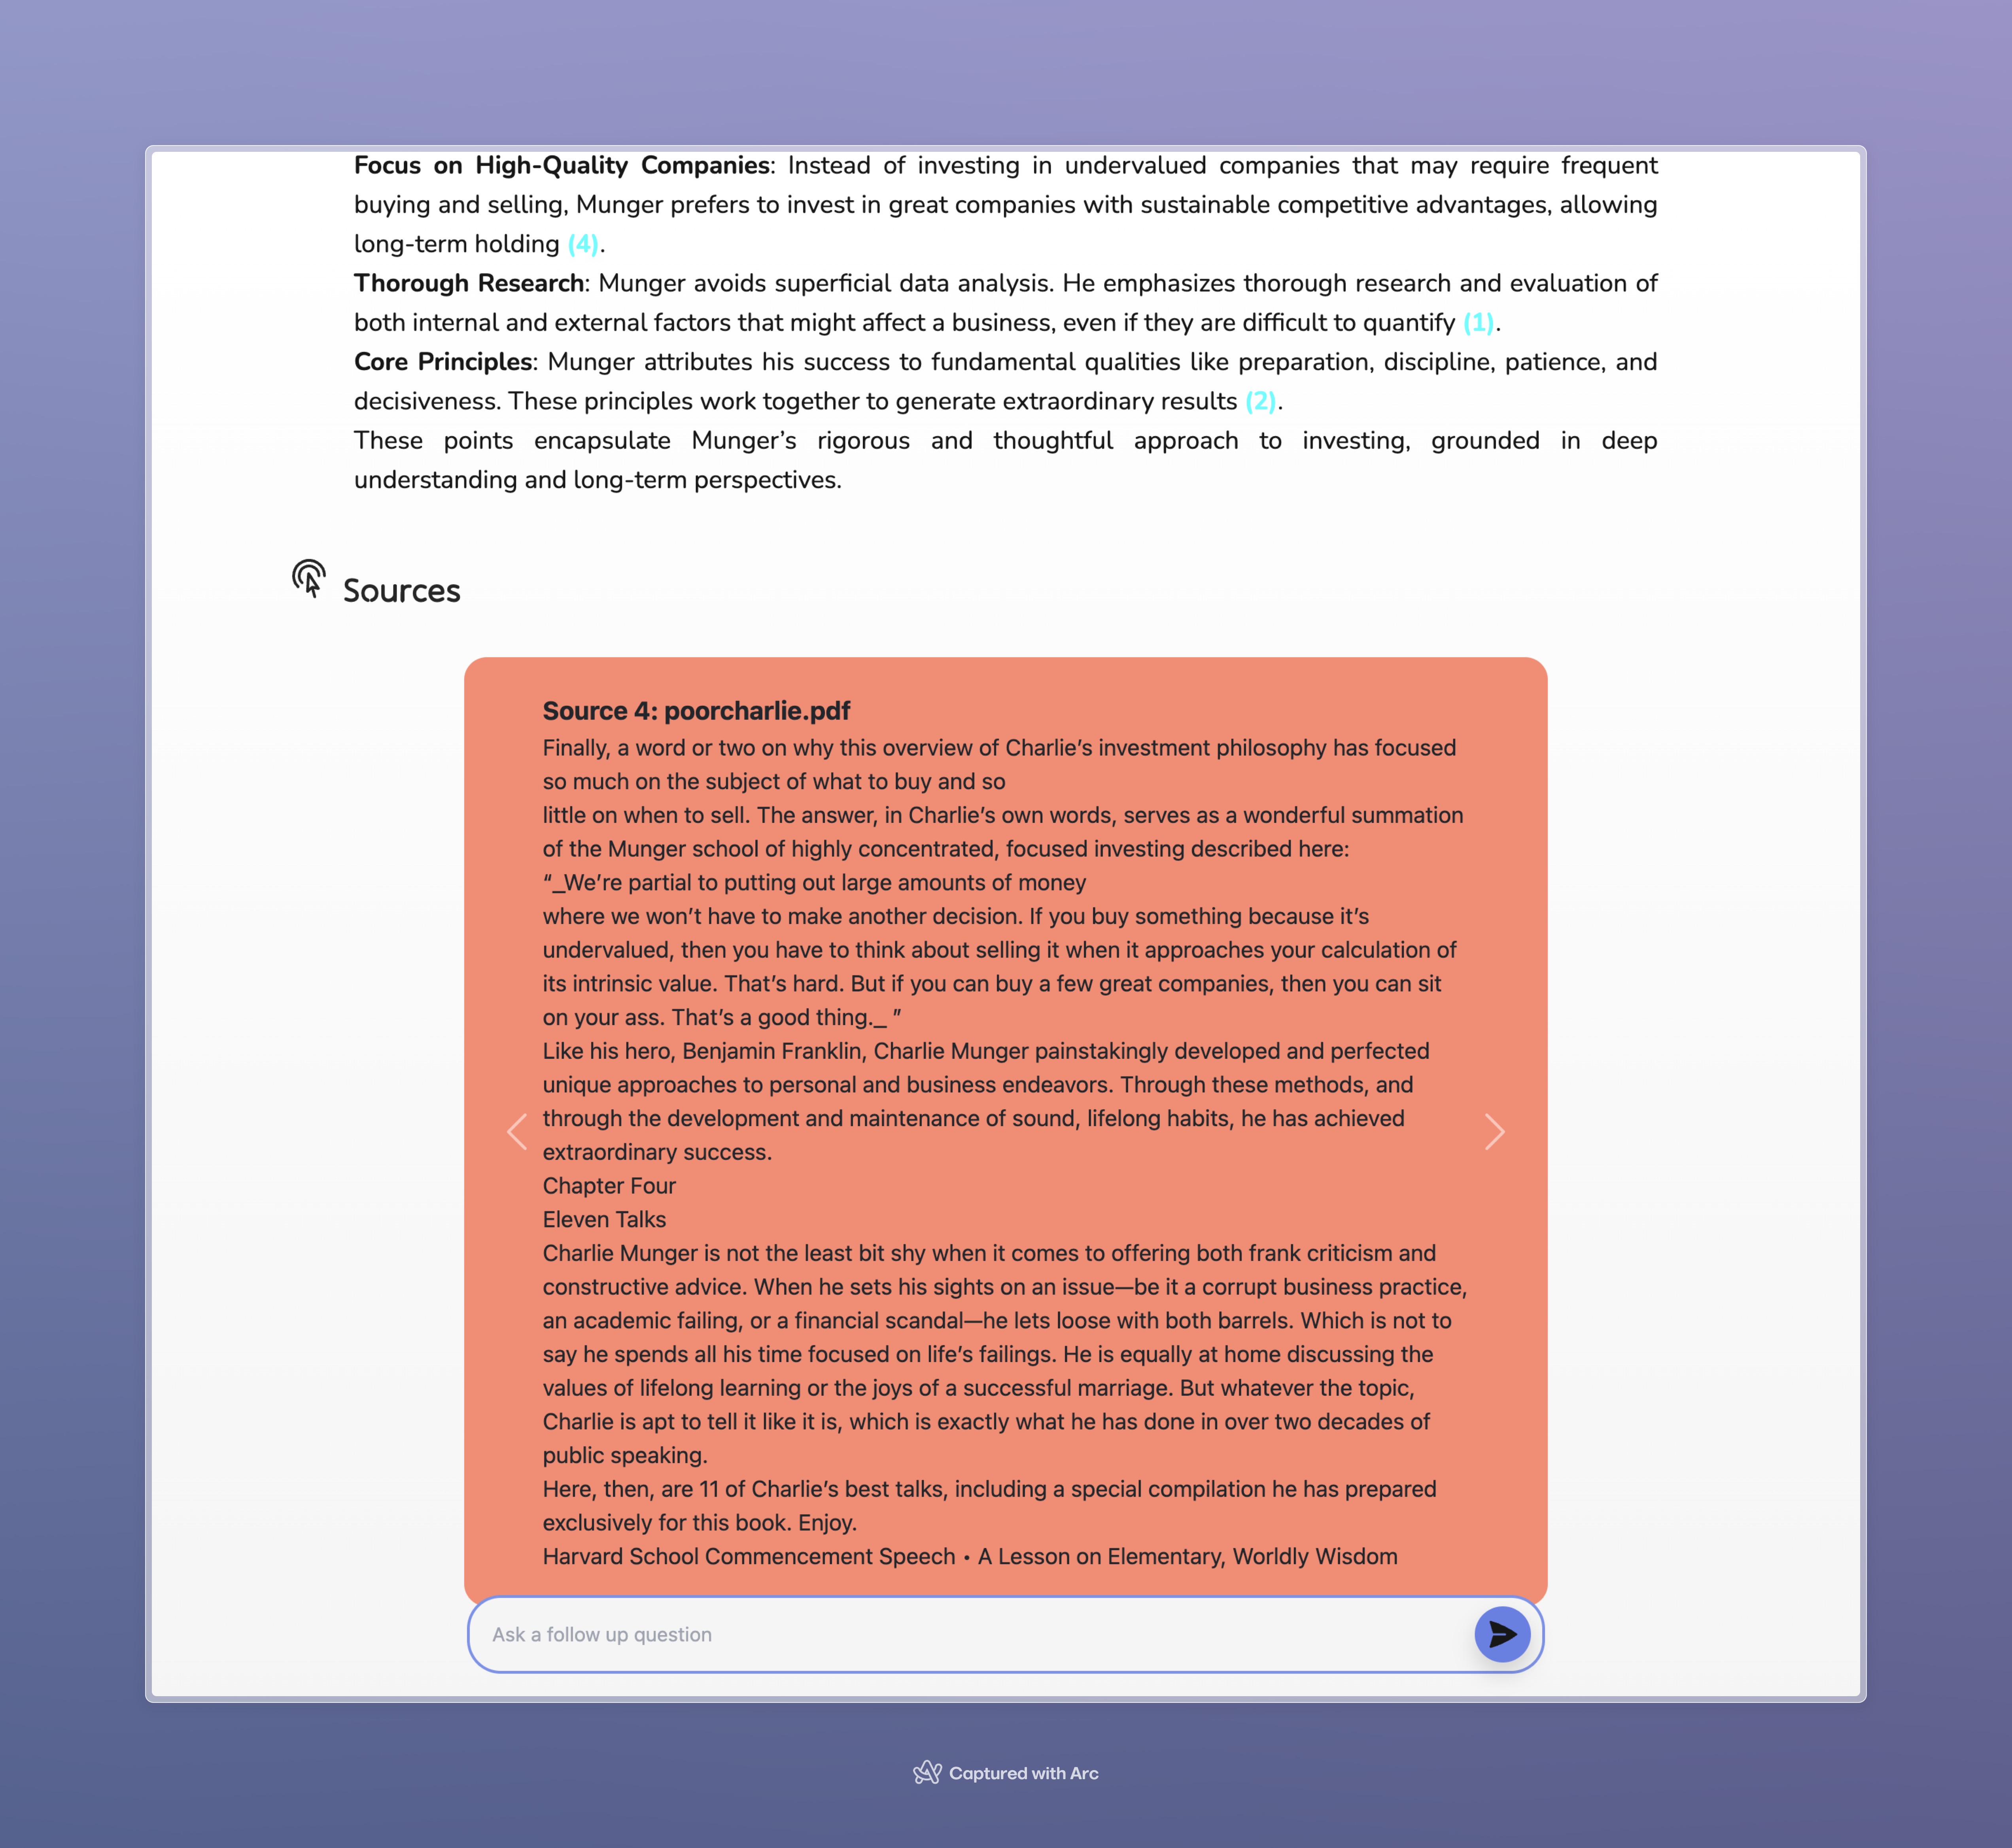 Focus on High-Quality Companies: Instead of investing in undervalued companies that may require frequent
buying and selling, Munger prefers to invest in great companies with sustainable competitive advantages, allowing
long-term holding (4).
Thorough Research: Munger avoids superficial data analysis. He emphasizes thorough research and evaluation of
both internal and external factors that might affect a business, even if they are difficult to quantify (1).
Core Principles: Munger attributes his success to fundamental qualities like preparation, discipline, patience, and
decisiveness. These principles work together to generate extraordinary results (2).
These points encapsulate Munger’s rigorous and thoughtful approach to investing, grounded in deep
understanding and long-term perspectives.
Sources
Source 4: poorcharlie.pdf
Finally, a word or two on why this overview of Charlie’s investment philosophy has focused
so much on the subject of what to buy and so
little on when to sell. The answer, in Charlie’s own words, serves as a wonderful summation
of the Munger school of highly concentrated, focused investing described here:
“_We’re partial to putting out large amounts of money
where we won’t have to make another decision. If you buy something because it’s
undervalued, then you have to think about selling it when it approaches your calculation of
its intrinsic value. That’s hard. But if you can buy a few great companies, then you can sit
on your ass. That’s a good thing._ ”
Like his hero, Benjamin Franklin, Charlie Munger painstakingly developed and perfected
unique approaches to personal and business endeavors. Through these methods, and
through the development and maintenance of sound, lifelong habits, he has achieved
extraordinary success.
Chapter Four
Eleven Talks
Charlie Munger is not the least bit shy when it comes to offering both frank criticism and
constructive advice. When he sets his sights on an issue—be it a corrupt business practice,
an academic failing, or a financial scandal—he lets loose with both barrels. Which is not to
say he spends all his time focused on life’s failings. He is equally at home discussing the
values of lifelong learning or the joys of a successful marriage. But whatever the topic,
Charlie is apt to tell it like it is, which is exactly what he has done in over two decades of
public speaking.
Here, then, are 11 of Charlie’s best talks, including a special compilation he has prepared
exclusively for this book. Enjoy.
Harvard School Commencement Speech • A Lesson on Elementary, Worldly Wisdom
Ask a follow up question
Captured with Arc